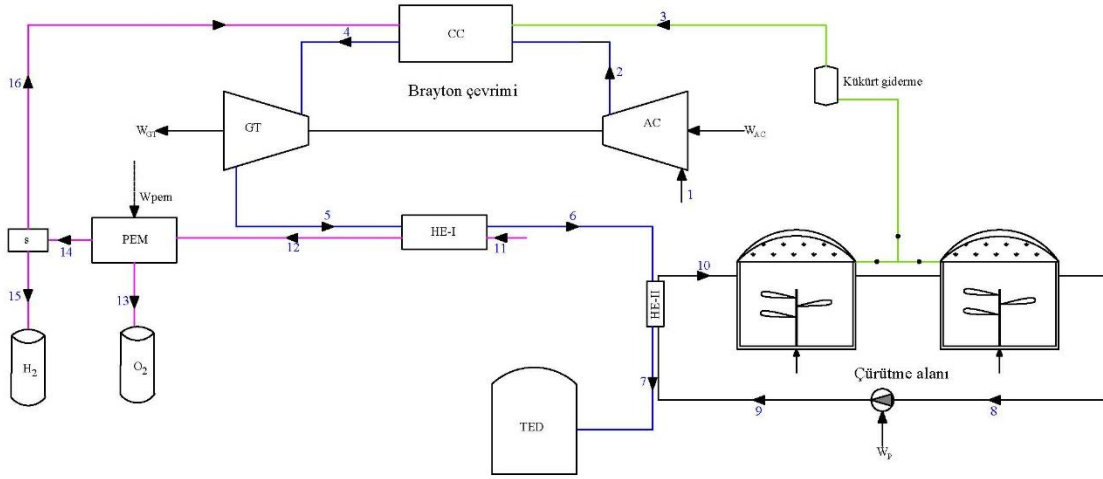 4
CC
3
16
2
Kükürt giderme
Brayton çevrimi
GT
AC
W_GT
W_AC
1
Wpem
5
6
S
PEM
HE-I
14
12
11
10
HE-II
15
13
H₂
O₂
Çürütme alanı
7
9
8
TED
W_P